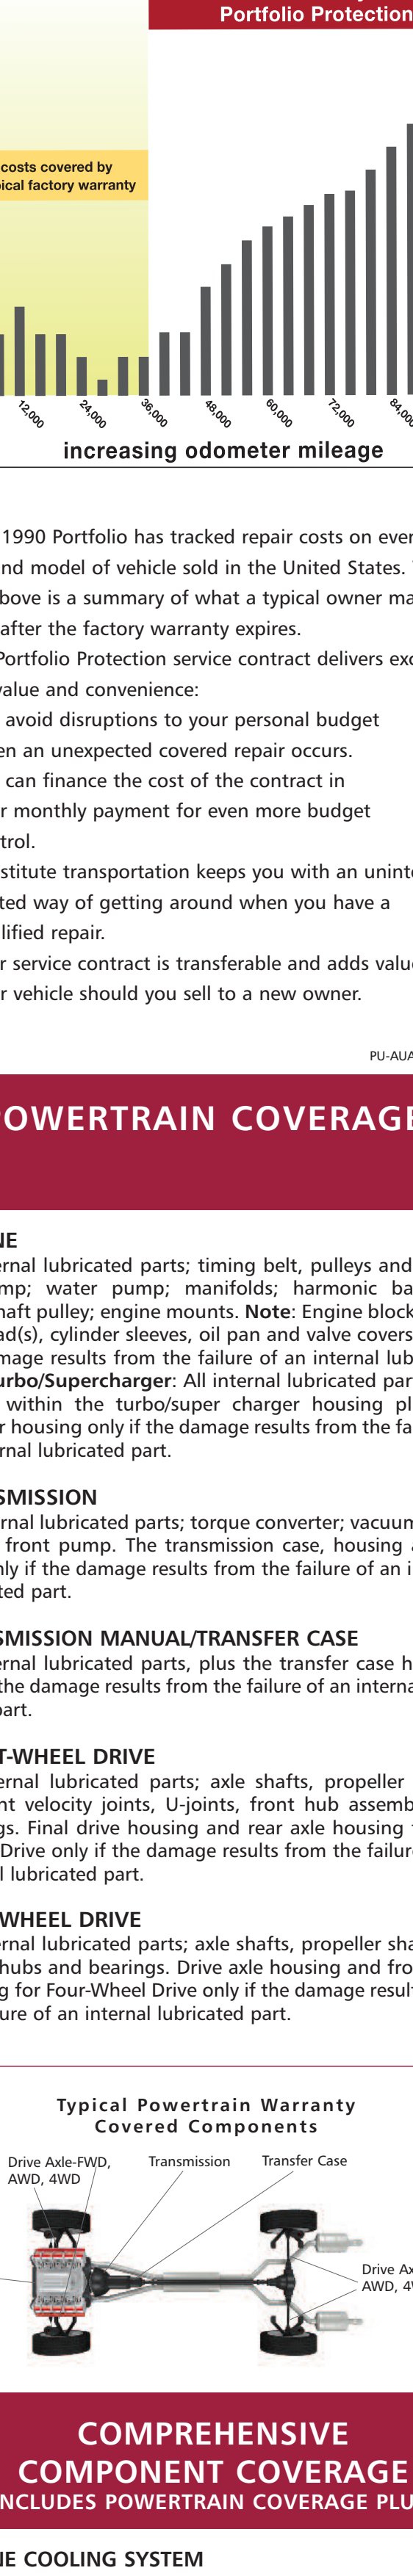 Portfolio Protection
costs covered by
ical factory warranty
12,000
24,000
36,000
48,000
60,000
72,000
84,000
increasing odometer mileage
1990 Portfolio has tracked repair costs on ever
nd model of vehicle sold in the United States.
bove is a summary of what a typical owner ma
after the factory warranty expires.
Portfolio Protection service contract delivers exc
value and convenience:
avoid disruptions to your personal budget
en an unexpected covered repair occurs.
can finance the cost of the contract in
r monthly payment for even more budget
trol.
stitute transportation keeps you with an uninte
ted way of getting around when you have a
lified repair.
r service contract is transferable and adds value
r vehicle should you sell to a new owner.
PU-AUA
POWERTRAIN COVERAGE
NE
ernal lubricated parts; timing belt, pulleys and
mp; water pump; manifolds; harmonic ba
haft pulley; engine mounts. Note: Engine block
ad(s), cylinder sleeves, oil pan and valve covers
mage results from the failure of an internal lub
urbo/Supercharger: All internal lubricated par
within the turbo/super charger housing pl
r housing only if the damage results from the fa
rnal lubricated part.
SMISSION
ernal lubricated parts; torque converter; vacuum
front pump. The transmission case, housing a
nly if the damage results from the failure of an i
ted part.
SMISSION MANUAL/TRANSFER CASE
ernal lubricated parts, plus the transfer case h
the damage results from the failure of an interna
part.
T-WHEEL DRIVE
ernal lubricated parts; axle shafts, propeller
nt velocity joints, U-joints, front hub assemb
gs. Final drive housing and rear axle housing f
Drive only if the damage results from the failure
l lubricated part.
WHEEL DRIVE
ernal lubricated parts; axle shafts, propeller sha
hubs and bearings. Drive axle housing and fro
g for Four-Wheel Drive only if the damage result
ure of an internal lubricated part.
Typical Powertrain Warranty
Covered Components
Drive Axle-FWD,
AWD, 4WD
Transmission
Transfer Case
Drive Ax
AWD, 4W
COMPREHENSIVE
COMPONENT COVERAGE
NCLUDES POWERTRAIN COVERAGE PLU
NE COOLING SYSTEM